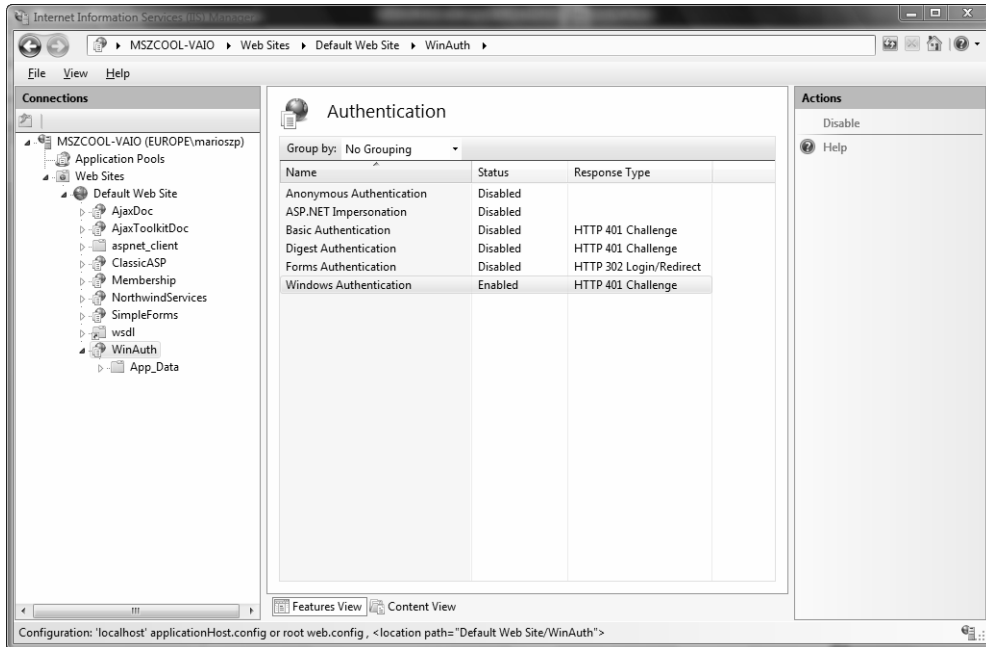 Internet Information Services (IIS) Manager
MSZCOOL-VAIO Web Sites Default Web Site WinAuth
File View Help
Connections
MSZCOOL-VAIO (EUROPE\marioszp)
Application Pools
Web Sites
Default Web Site
AjaxDoc
AjaxToolkitDoc
aspnet_client
ClassicASP
Membership
NorthwindServices
SimpleForms
wsdl
WinAuth
App_Data
Authentication
Group by: No Grouping
Name Status Response Type
Anonymous Authentication Disabled
ASP.NET Impersonation Disabled
Basic Authentication Disabled HTTP 401 Challenge
Digest Authentication Disabled HTTP 401 Challenge
Forms Authentication Disabled HTTP 302 Login/Redirect
Windows Authentication Enabled HTTP 401 Challenge
Features View Content View
Actions
Disable
Help
Configuration: 'localhost' applicationHost.config or root web.config , <location path="Default Web Site/WinAuth">